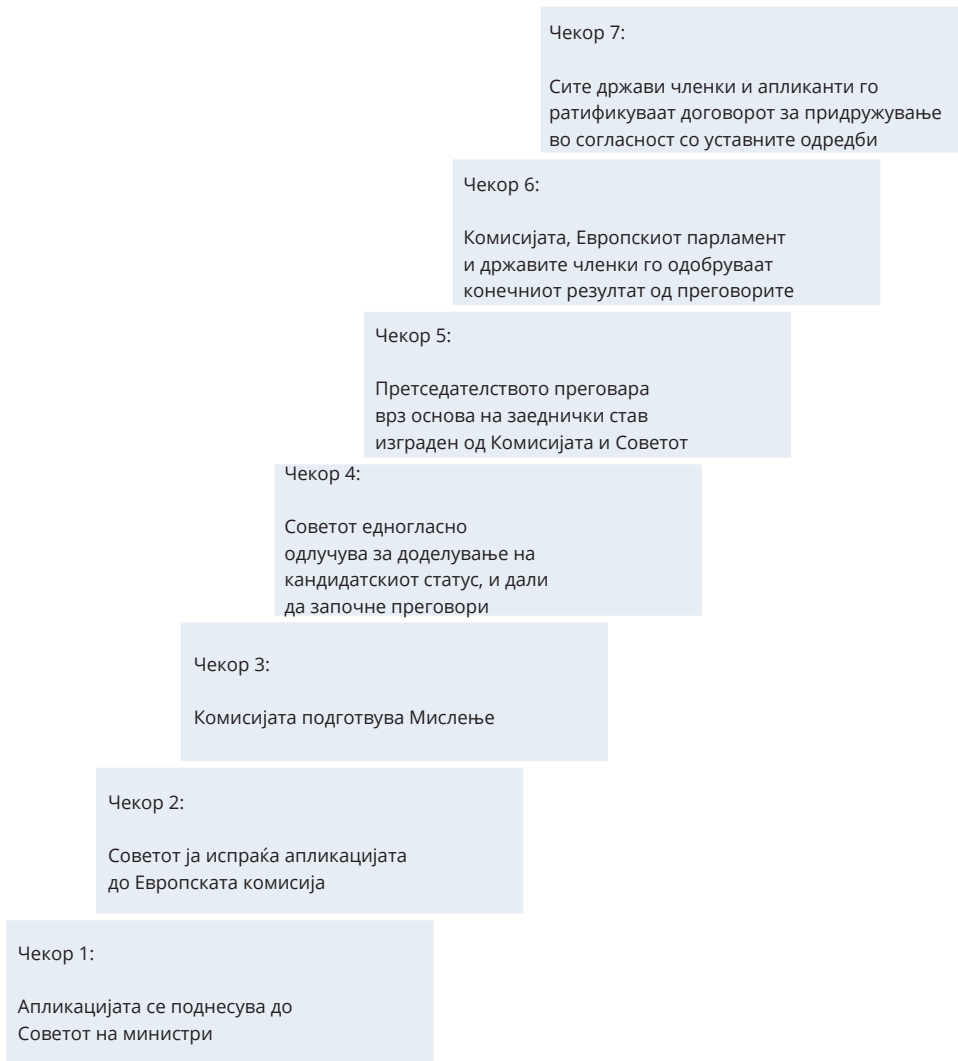 Чекор 7:
Сите држави членки и апликанти го
ратификуваат договорот за придружување
во согласност со уставните одредби
Чекор 6:
Комисијата, Европскиот парламент
и државите членки го одобруваат
конечниот резултат од преговорите
Чекор 5:
Претседателството преговара
врз основа на заеднички став
изграден од Комисијата и Советот
Чекор 4:
Советот едногласно
одлучува за доделување на
кандидатскиот статус, и дали
да започне преговори
Чекор 3:
Комисијата подготвува Мислење
Чекор 2:
Советот ја испраќа апликацијата
до Европската комисија
Чекор 1:
Апликацијата се поднесува до
Советот на министри